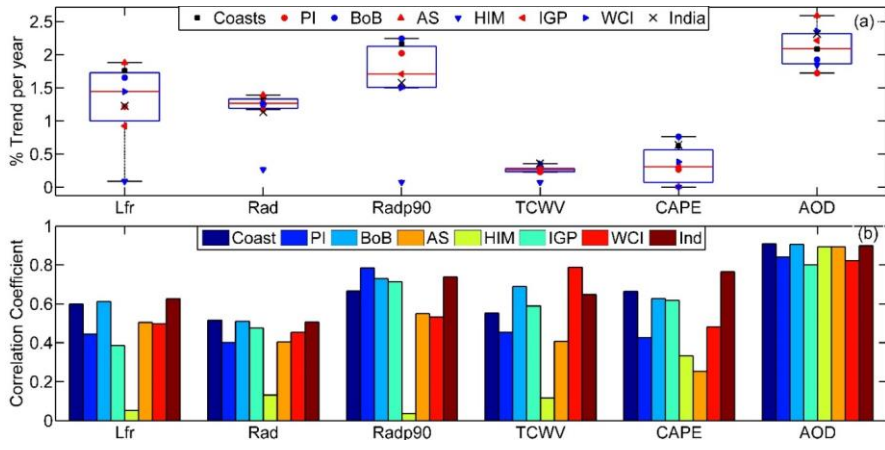 Coasts PI BoB AS HIM IGP WCI India
(a)
% Trend per year
2.5
2
1.5
1
0.5
0
Lfr Rad Radp90 TCWV CAPE AOD
Coast PI BoB AS HIM IGP WCI Ind
(b)
Correlation Coefficient
1
0.8
0.6
0.4
0.2
0
Lfr Rad Radp90 TCWV CAPE AOD